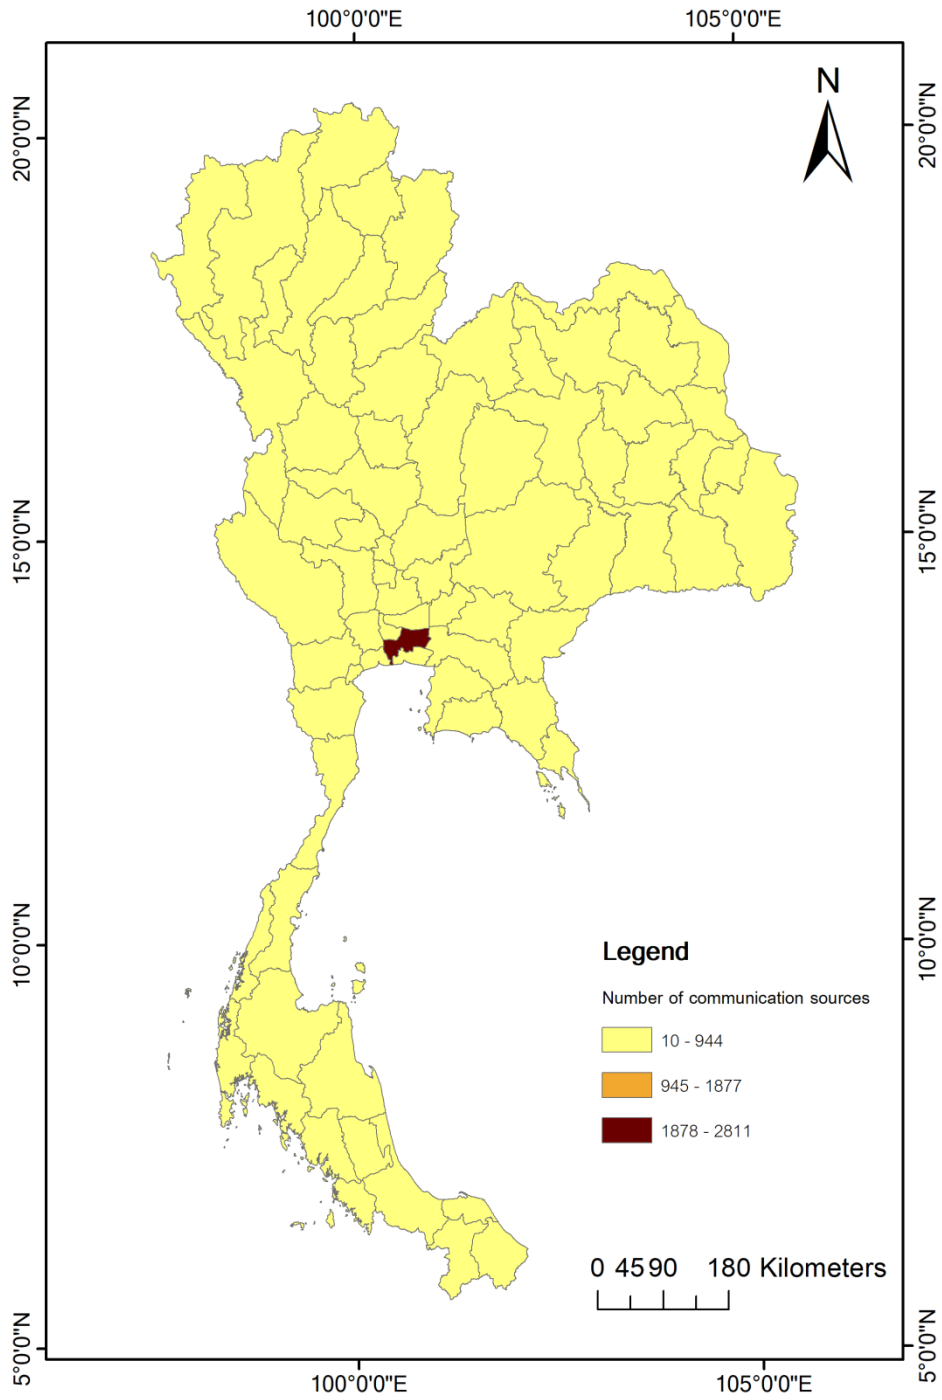 100°0'0"E 105°0'0"E
N
20°0'0"N 20°0'0"N
15°0'0"N 15°0'0"N
10°0'0"N 10°0'0"N
Legend
Number of communication sources
10 - 944
945 - 1877
1878 - 2811
0 45 90 180 Kilometers
5°0'0"N 5°0'0"N
100°0'0"E 105°0'0"E